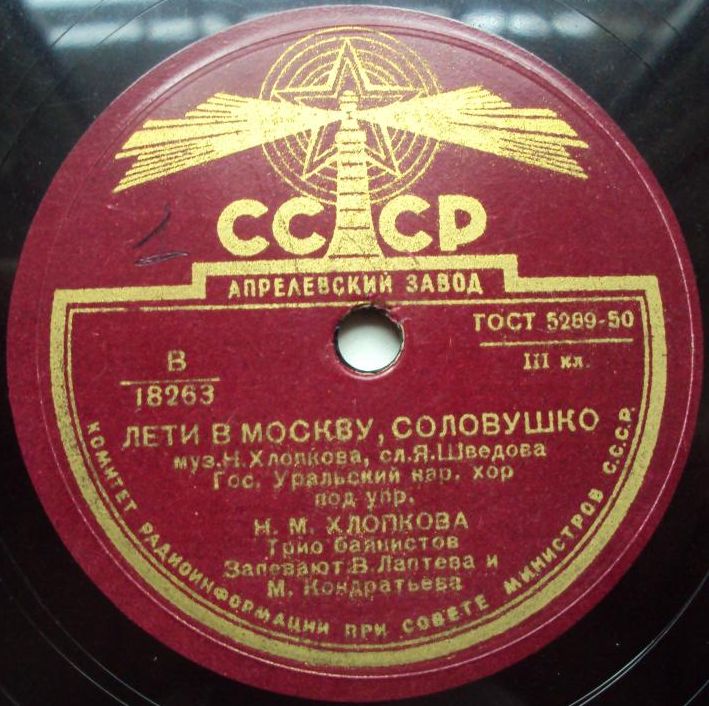 СССР
АПРЕЛЕВСКИЙ ЗАВОД
ГОСТ 5289-50
III кл.
В
18263
ЛЕТИ В МОСКВУ, СОЛОВУШКО
муз.Н.Хлопкова, сл.Я.Шведова
Гос. Уральский нар. хор
под упр.
Н. М. ХЛОПКОВА
Трио баянистов
Запевают В.Лаптева и
М. Кондратьева
КОМИТЕТ РАДИОИНФОРМАЦИИ ПРИ СОВЕТЕ МИНИСТРОВ С.С.С.Р.